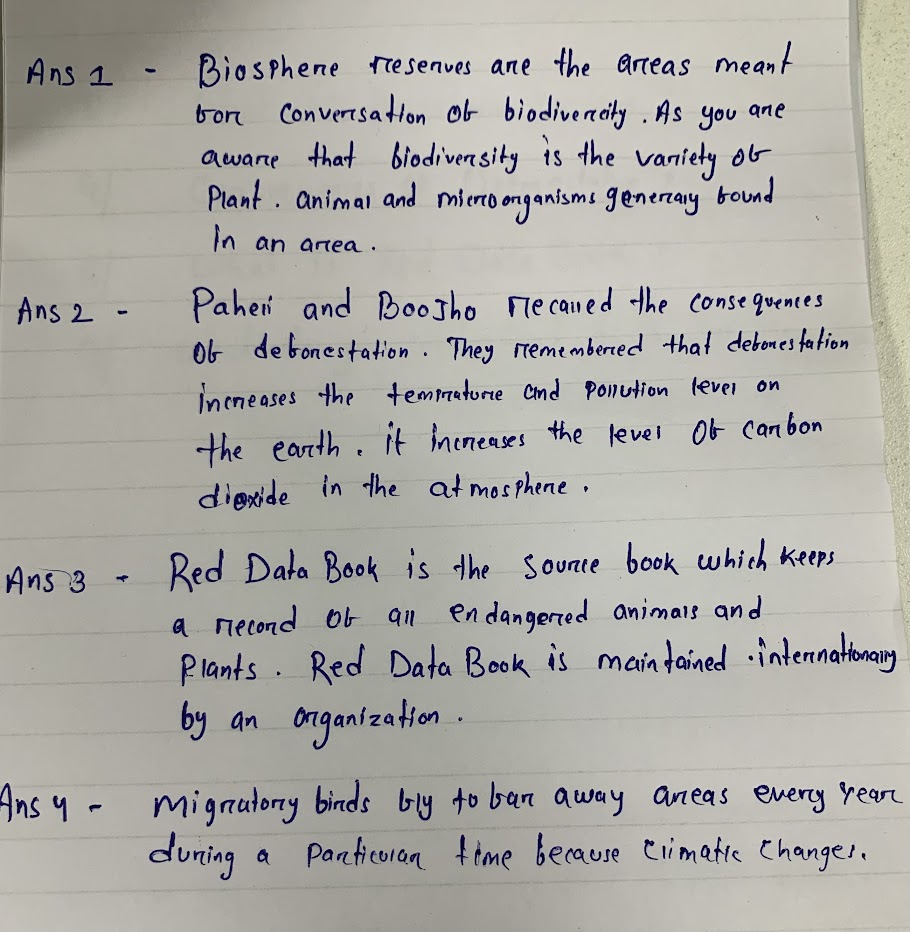 Ans 1 - Biosphere reserves are the areas meant
for conversation of biodivercity. As you are
aware that biodiversity is the variety of
Plant. animal and microorganisms generaly found
in an area.
Ans 2 - Paheli and Boojho recalled the consequences
of deforestation. They remembered that deforestation
increases the temprature and pollution level on
the earth. it increases the level of carbon
dioxide in the atmosphere.
Ans 3 - Red Data Book is the source book which keeps
a record of all endangered animals and
Plants. Red Data Book is maintained internationally
by an organization.
Ans 4 - Migratory birds fly to far away areas every year
during a particular time because climatic changes.